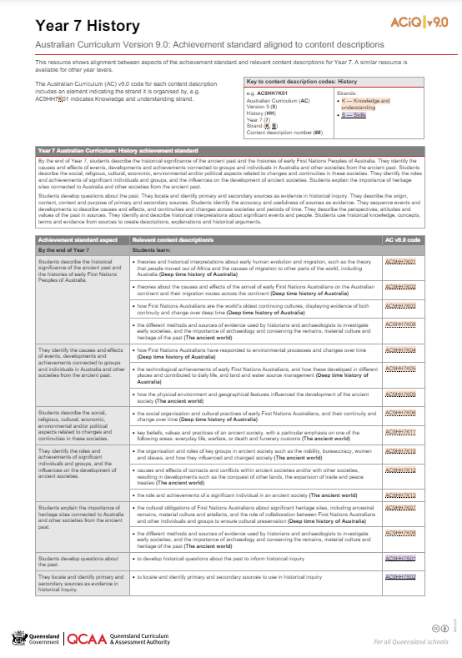 Year 7 History
ACiQ | v9.0
Australian Curriculum Version 9.0: Achievement standard aligned to content descriptions
This resource shows alignment between aspects of the achievement standard and relevant content descriptions for Year 7. A similar resource is
available for other year levels.
The Australian Curriculum (AC) v9.0 code for each content description
includes an element indicating the strand it is organised by, e.g.
AC9HH7K01 indicates Knowledge and understanding strand.
Key to content description codes: History
e.g. AC9HH7K01
Australian Curriculum (AC)
Version 9 (9)
History (HH)
Year 7 (7)
Strand (K, S)
Content description number (##)
Strands:
• K — Knowledge and
understanding
• S — Skills
Year 7 Australian Curriculum: History achievement standard
By the end of Year 7, students describe the historical significance of the ancient past and the histories of early First Nations Peoples of Australia. They identify the
causes and effects of events, developments and achievements connected to groups and individuals in Australian and other societies from the ancient past. Students
describe the social, religious, cultural, economic, environmental and/or political aspects related to changes and continuities in these societies. They identify the roles
and achievements of significant individuals and groups, and the influences on the development of ancient societies. Students explain the importance of heritage
sites connected to Australia and other societies from the ancient past.
Students develop questions about the past. They locate and identify primary and secondary sources as evidence in historical inquiry. They describe the origin,
content, context and purpose of primary and secondary sources. Students identify the accuracy and usefulness of sources as evidence. They sequence events and
developments to describe causes and effects, and continuities and changes across societies and periods of time. They describe the perspectives, attitudes and
values of the past in sources. They identify and describe historical interpretations about significant events and people. Students use historical knowledge, concepts,
terms and evidence from sources to create descriptions, explanations and historical arguments.
Achievement standard aspect Relevant content description/s AC v9.0 code
By the end of Year 7 Students learn:
Students describe the historical
significance of the ancient past and
the histories of early First Nations
Peoples of Australia.
• theories and historical interpretations about early human evolution and migration, such as the theory
that people moved out of Africa and the causes of migration to other parts of the world, including
Australia (Deep time history of Australia)
AC9HH7K01
• theories about the causes and effects of the arrival of early First Nations Australians on the Australian
continent and their migration routes across the continent (Deep time history of Australia)
AC9HH7K02
• how First Nations Australians are the world's oldest continuing cultures, displaying evidence of both
continuity and change over deep time (Deep time history of Australia)
AC9HH7K03
• the different methods and sources of evidence used by historians and archaeologists to investigate
early societies, and the importance of archaeology and conserving the remains, material culture and
heritage of the past (The ancient world)
AC9HH7K08
They identify the causes and effects
of events, developments and
achievements connected to groups
and individuals in Australia and other
societies from the ancient past.
• how First Nations Australians have responded to environmental processes and changes over time
(Deep time history of Australia)
AC9HH7K04
• the technological achievements of early First Nations Australians, and how these developed in different
places and contributed to daily life, and land and water source management (Deep time history of
Australia)
AC9HH7K05
• how the physical environment and geographical features influenced the development of the ancient
society (The ancient world)
AC9HH7K09
Students describe the social,
religious, cultural, economic,
environmental and/or political
aspects related to changes and
continuities in these societies.
• the social organisation and cultural practices of early First Nations Australians, and their continuity and
change over time (Deep time history of Australia)
AC9HH7K06
• key beliefs, values and practices of an ancient society, with a particular emphasis on one of the
following areas: everyday life, warfare, or death and funerary customs (The ancient world)
AC9HH7K11
They identify the roles and
achievements of significant
individuals and groups, and the
influences on the development of
ancient societies.
• the organisation and roles of key groups in ancient society such as the nobility, bureaucracy, women
and slaves, and how they influenced and changed society (The ancient world)
AC9HH7K10
• causes and effects of contacts and conflicts within ancient societies and/or with other societies,
resulting in developments such as the conquest of other lands, the expansion of trade and peace
treaties (The ancient world)
AC9HH7K12
• the role and achievements of a significant individual in an ancient society (The ancient world)
AC9HH7K13
Students explain the importance of
heritage sites connected to Australia
and other societies from the ancient
past.
• the cultural obligations of First Nations Australians about significant heritage sites, including ancestral
remains, material culture and artefacts, and the role of collaboration between First Nations Australians
and other individuals and groups to ensure cultural preservation (Deep time history of Australia)
AC9HH7K07
• the different methods and sources of evidence used by historians and archaeologists to investigate
early societies, and the importance of archaeology and conserving the remains, material culture and
heritage of the past (The ancient world)
AC9HH7K08
Students develop questions about
the past.
• to develop historical questions about the past to inform historical inquiry
AC9HH7S01
They locate and identify primary and
secondary sources as evidence in
historical inquiry.
• to locate and identify primary and secondary sources to use in historical inquiry
AC9HH7S02
Queensland
Government
QCAA
Queensland Curriculum
& Assessment Authority
For all Queensland schools